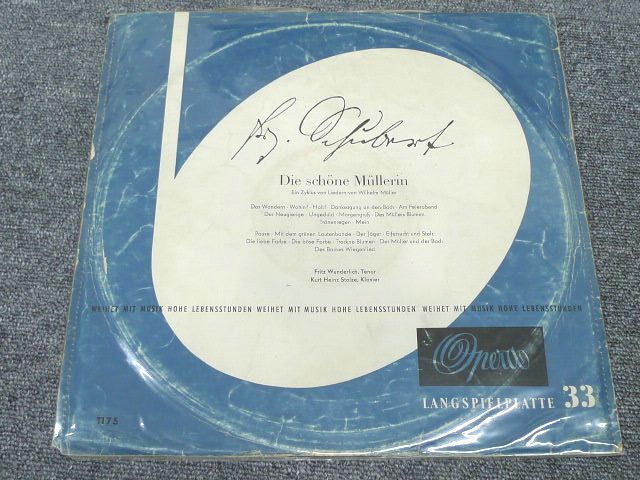 Frz. Schubert
Die schöne Müllerin
Ein Zyklus von Liedern von Wilhelm Müller
Das Wandern · Wohin? · Halt! · Danksagung an den Bach · Am Feierabend
Der Neugierige · Ungeduld · Morgengruß · Des Müllers Blumen
Tränenregen · Mein
Pause · Mit dem grünen Lautenbande · Der Jäger · Eifersucht und Stolz
Die liebe Farbe · Die böse Farbe · Trockne Blumen · Der Müller und der Bach
Des Baches Wiegenlied
Fritz Wunderlich, Tenor
Kurt Heinz Stolze, Klavier
WEIHET MIT MUSIK HOHE LEBENSSTUNDEN WEIHET MIT MUSIK HOHE LEBENSSTUNDEN WEIHET MIT MUSIK HOHE LEBENSSTUNDEN
Opera
LANGSPIELPLATTE 33
1175